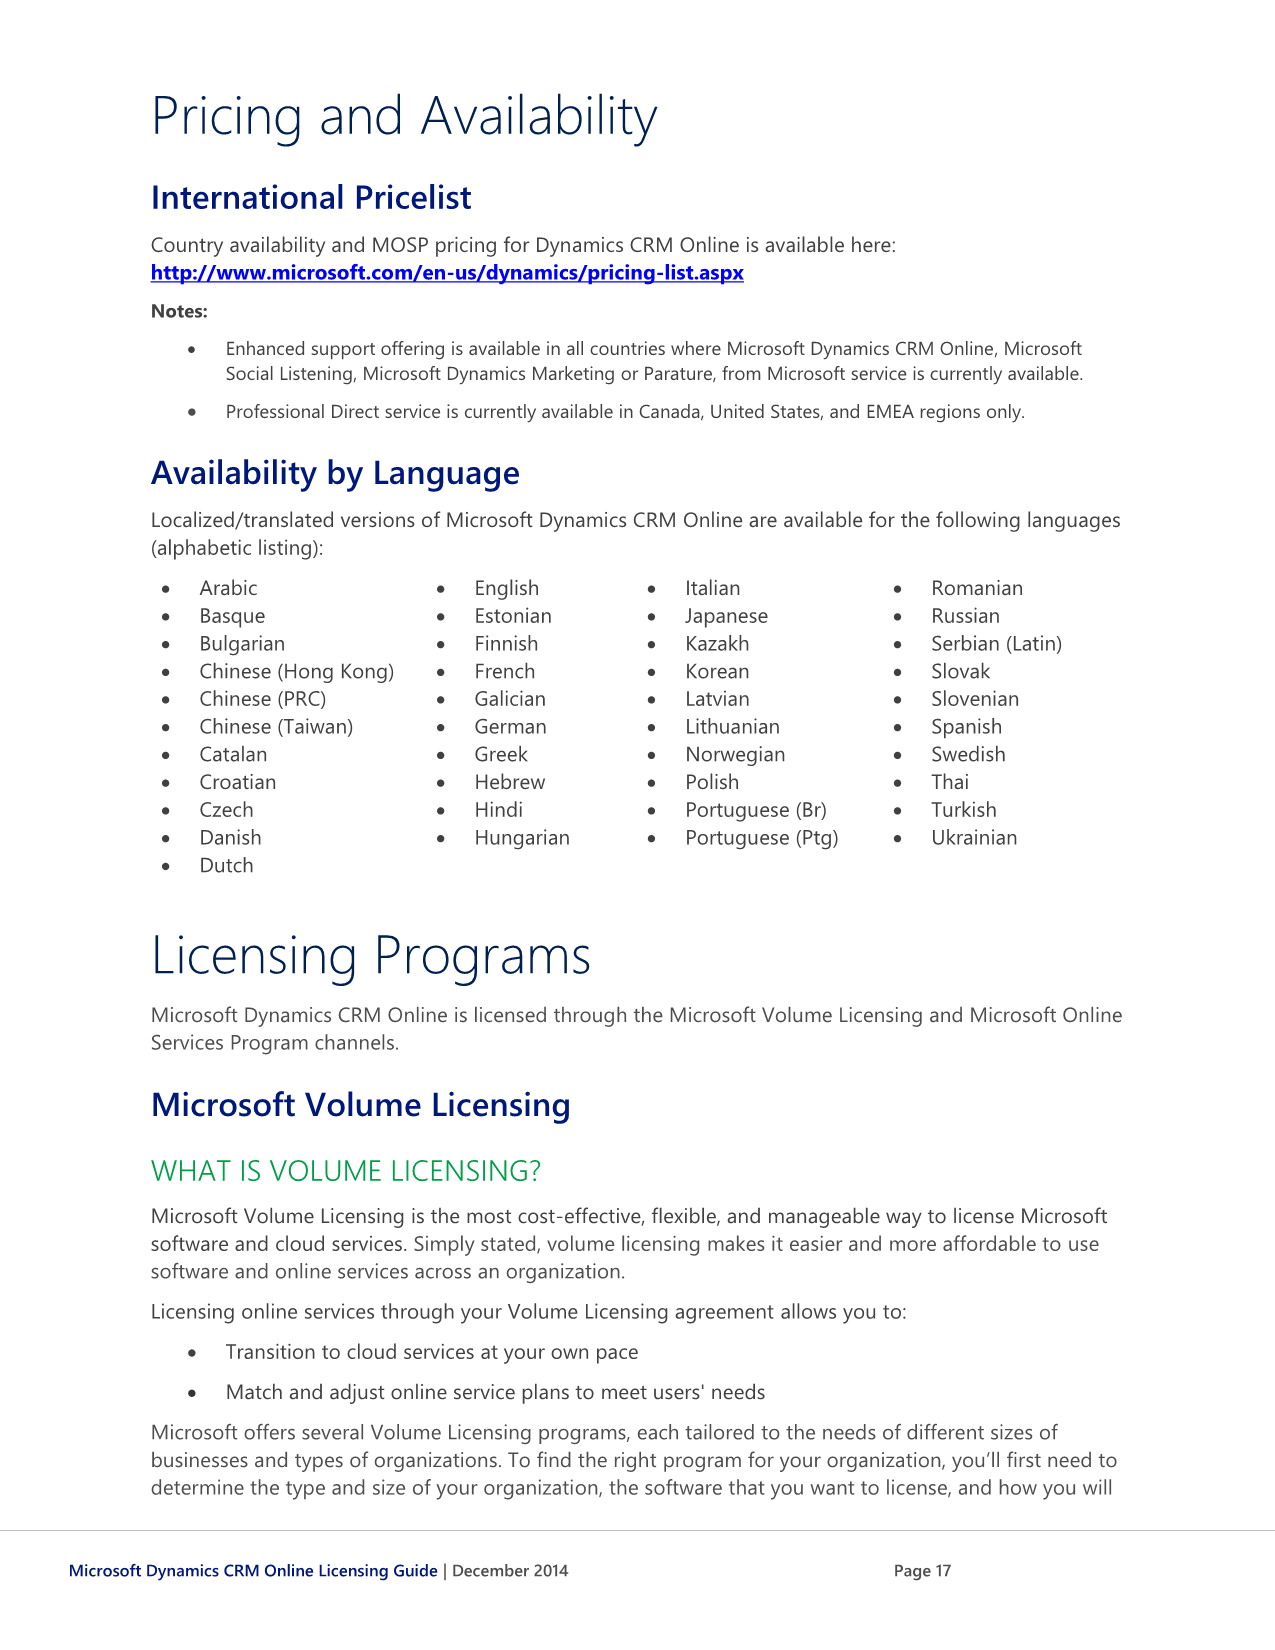 Pricing and Availability
International Pricelist
Country availability and MOSP pricing for Dynamics CRM Online is available here:
http://www.microsoft.com/en-us/dynamics/pricing-list.aspx
Notes:
• Enhanced support offering is available in all countries where Microsoft Dynamics CRM Online, Microsoft
Social Listening, Microsoft Dynamics Marketing or Parature, from Microsoft service is currently available.
• Professional Direct service is currently available in Canada, United States, and EMEA regions only.
Availability by Language
Localized/translated versions of Microsoft Dynamics CRM Online are available for the following languages
(alphabetic listing):
• Arabic
• Basque
• Bulgarian
• Chinese (Hong Kong)
• Chinese (PRC)
• Chinese (Taiwan)
• Catalan
• Croatian
• Czech
• Danish
• Dutch
• English
• Estonian
• Finnish
• French
• Galician
• German
• Greek
• Hebrew
• Hindi
• Hungarian
• Italian
• Japanese
• Kazakh
• Korean
• Latvian
• Lithuanian
• Norwegian
• Polish
• Portuguese (Br)
• Portuguese (Ptg)
• Romanian
• Russian
• Serbian (Latin)
• Slovak
• Slovenian
• Spanish
• Swedish
• Thai
• Turkish
• Ukrainian
Licensing Programs
Microsoft Dynamics CRM Online is licensed through the Microsoft Volume Licensing and Microsoft Online
Services Program channels.
Microsoft Volume Licensing
WHAT IS VOLUME LICENSING?
Microsoft Volume Licensing is the most cost-effective, flexible, and manageable way to license Microsoft
software and cloud services. Simply stated, volume licensing makes it easier and more affordable to use
software and online services across an organization.
Licensing online services through your Volume Licensing agreement allows you to:
• Transition to cloud services at your own pace
• Match and adjust online service plans to meet users' needs
Microsoft offers several Volume Licensing programs, each tailored to the needs of different sizes of
businesses and types of organizations. To find the right program for your organization, you’ll first need to
determine the type and size of your organization, the software that you want to license, and how you will
Microsoft Dynamics CRM Online Licensing Guide | December 2014 Page 17